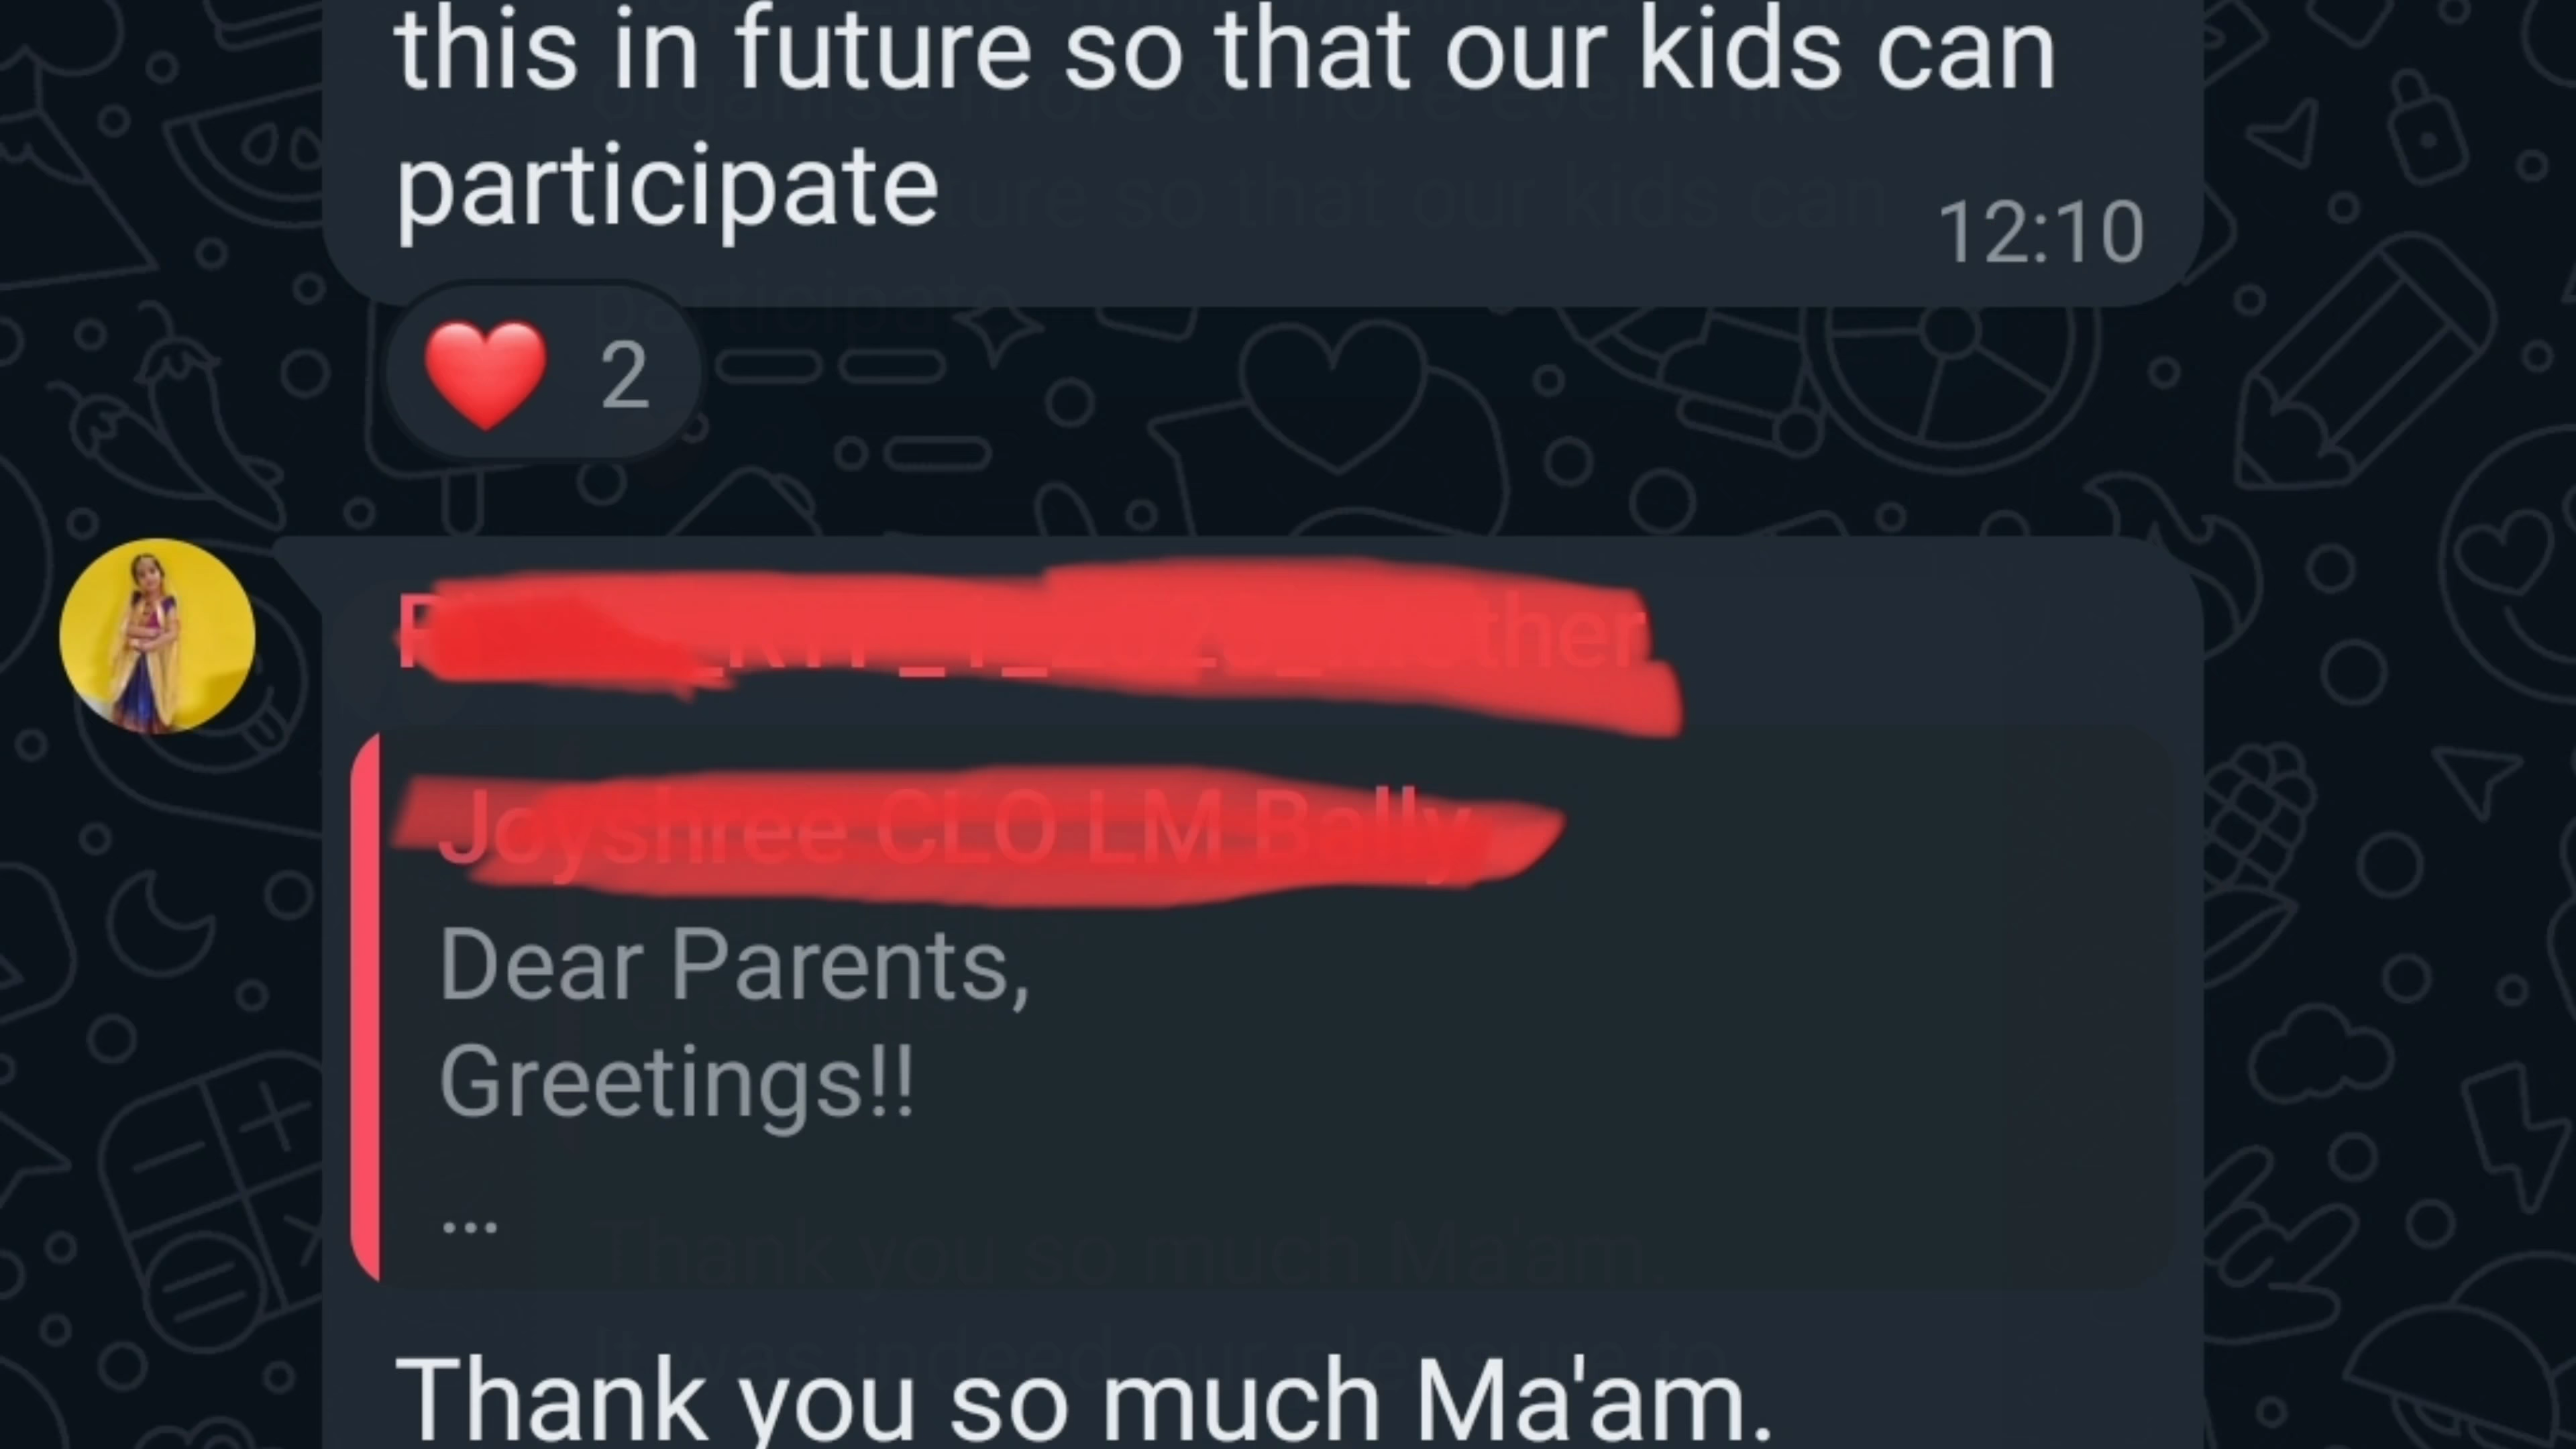 this in future so that our kids can
participate
12:10
2
Dear Parents,
Greetings!!
...
Thank you so much Ma'am.